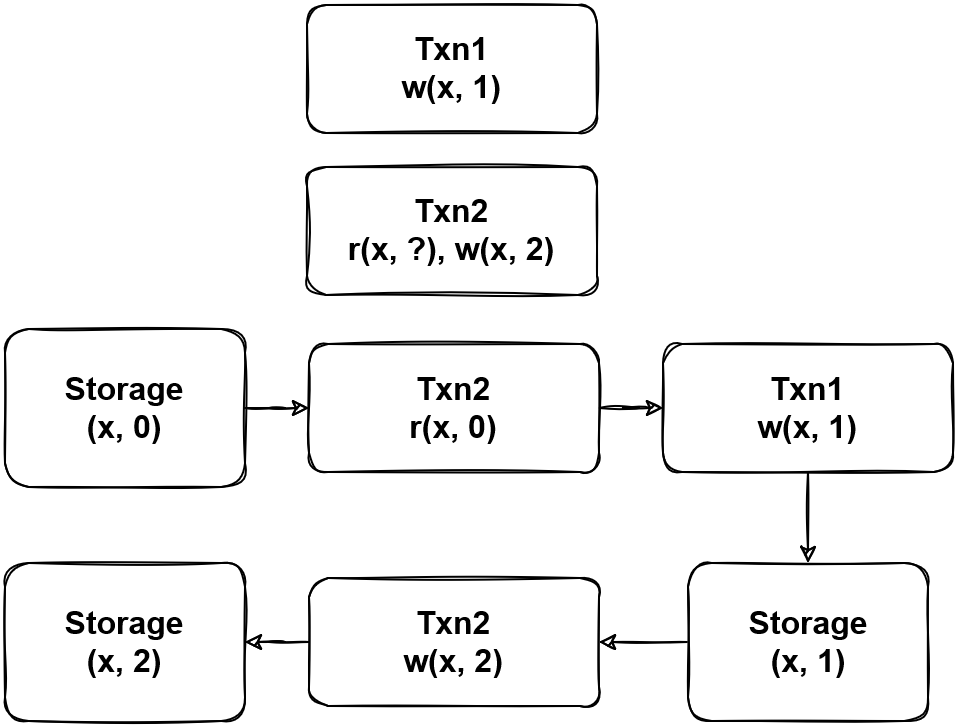 Txn1
w(x, 1)
Txn2
r(x, ?), w(x, 2)
Storage
(x, 0)
Txn2
r(x, 0)
Txn1
w(x, 1)
Storage
(x, 2)
Txn2
w(x, 2)
Storage
(x, 1)